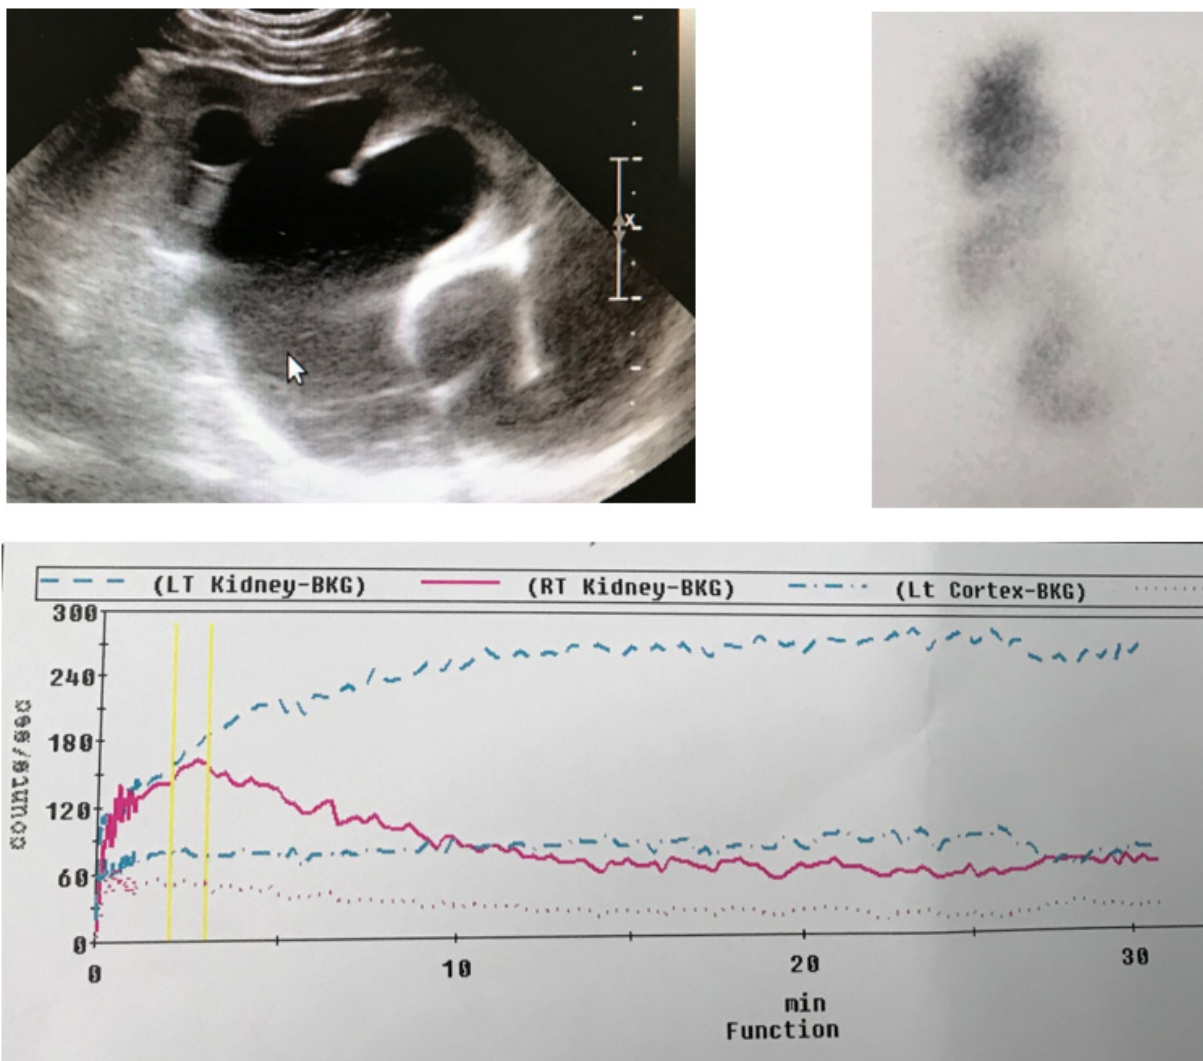 x
(LT Kidney-BKG) (RT Kidney-BKG) (Lt Cortex-BKG)
300
240
180
120
60
0
counts/sec
0 10 20 30
min
Function